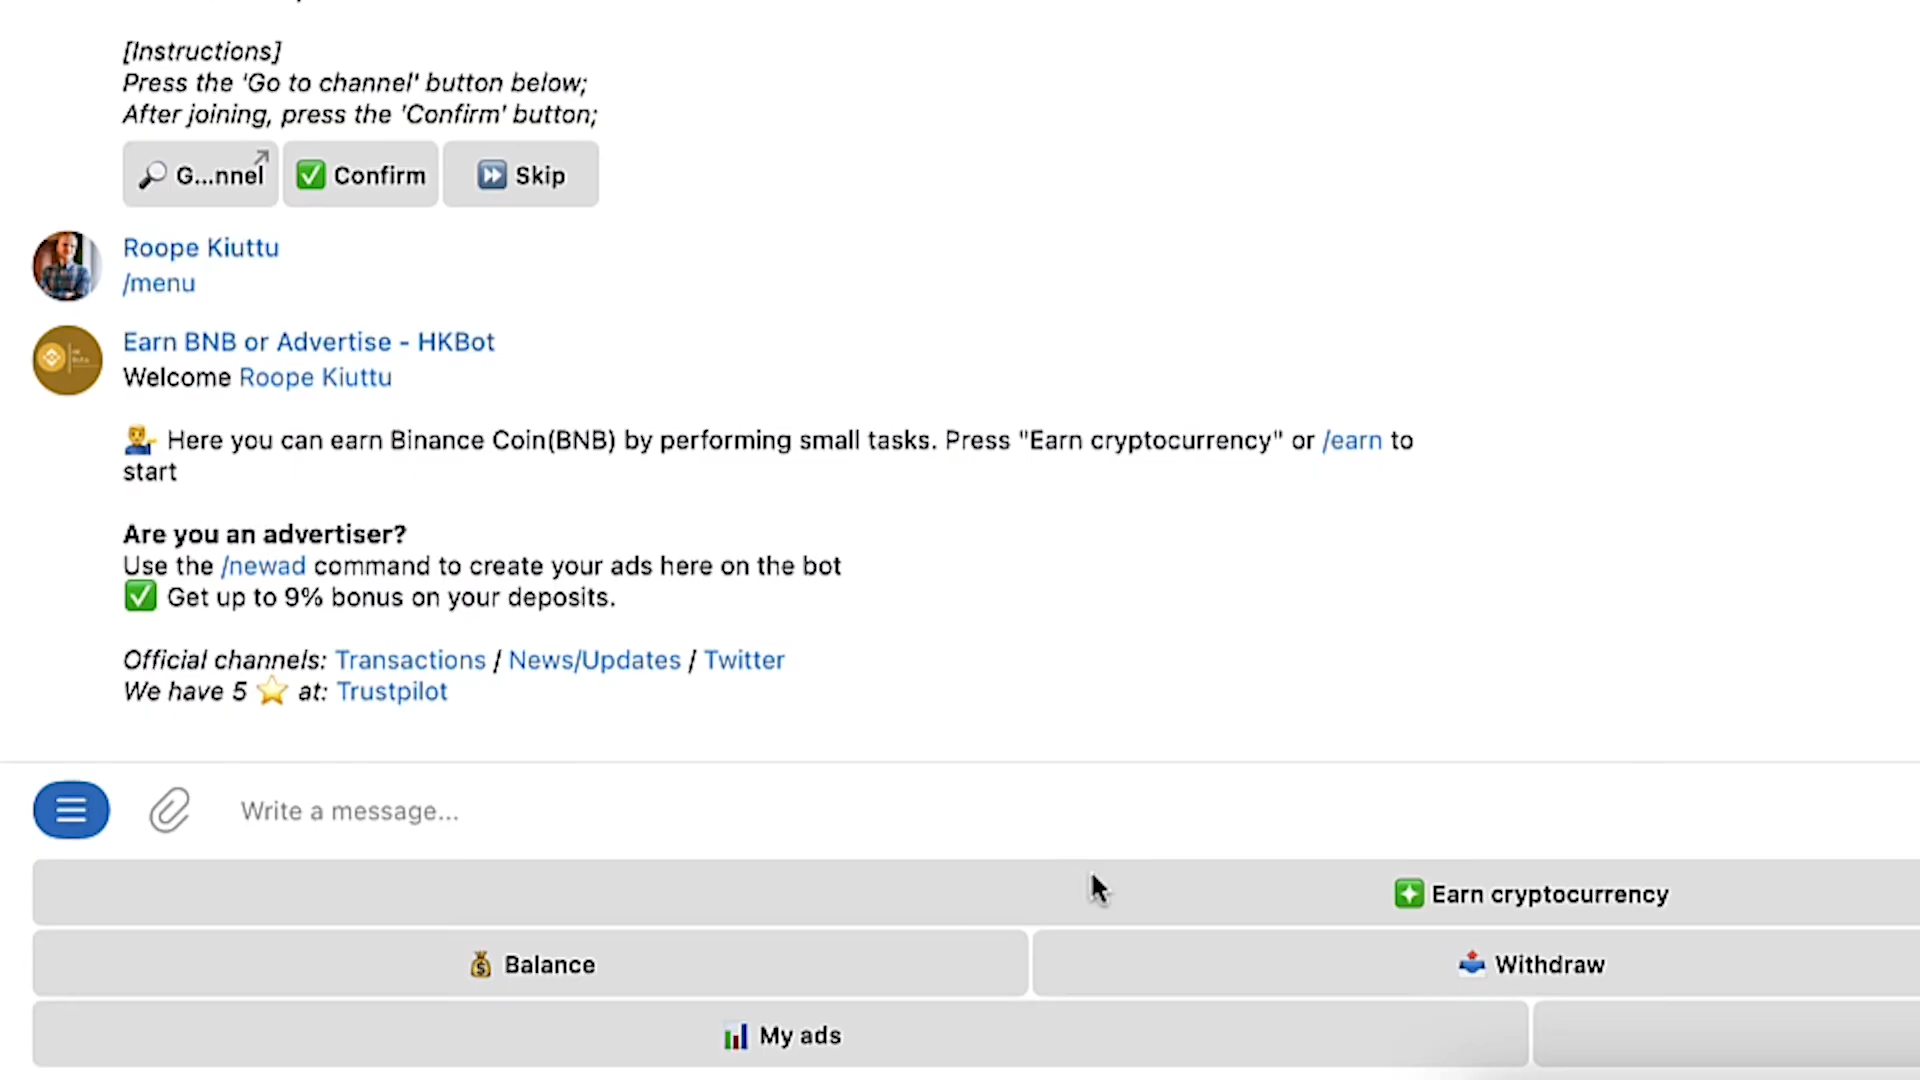 [Instructions]
Press the 'Go to channel' button below;
After joining, press the 'Confirm' button;
G...nnel Confirm Skip
Roope Kiuttu
/menu
Earn BNB or Advertise - HKBot
Welcome Roope Kiuttu
Here you can earn Binance Coin(BNB) by performing small tasks. Press "Earn cryptocurrency" or /earn to
start
Are you an advertiser?
Use the /newad command to create your ads here on the bot
Get up to 9% bonus on your deposits.
Official channels: Transactions / News/Updates / Twitter
We have 5 ⭐ at: Trustpilot
Write a message...
Earn cryptocurrency
Balance
Withdraw
My ads